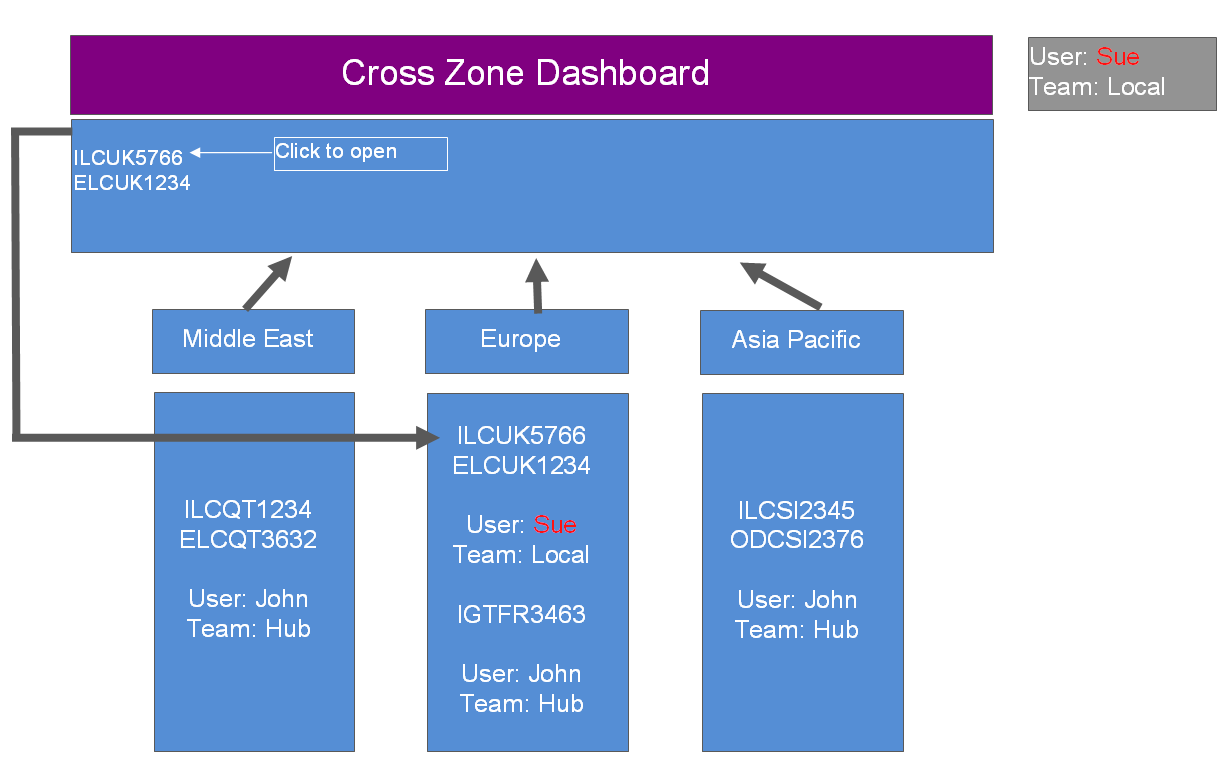 Cross Zone Dashboard
User: Sue
Team: Local
ILCUK5766
ELCUK1234
Click to open
Middle East
Europe
Asia Pacific
ILCQT1234
ELCQT3632
User: John
Team: Hub
ILCUK5766
ELCUK1234
User: Sue
Team: Local
IGTFR3463
User: John
Team: Hub
ILCSI2345
ODCSI2376
User: John
Team: Hub